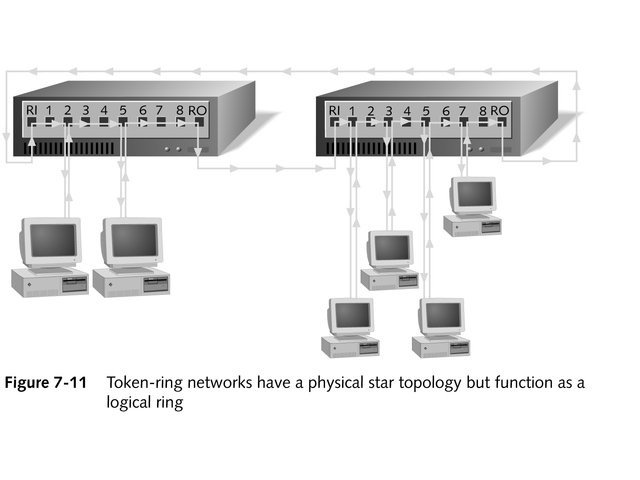 RI 1 2 3 4 5 6 7 8 RO
RI 1 2 3 4 5 6 7 8 RO
Figure 7-11 Token-ring networks have a physical star topology but function as a
logical ring